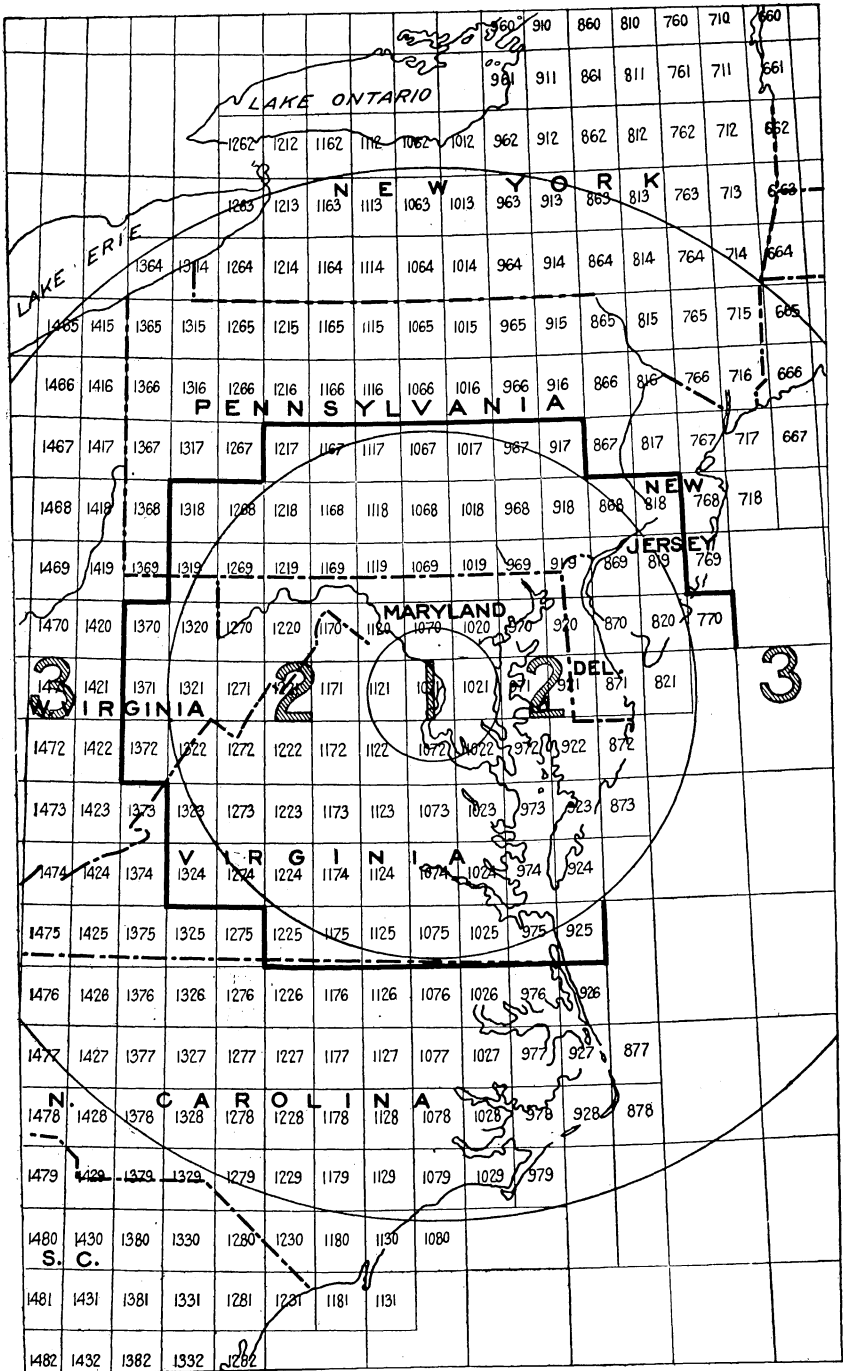 960 910 860 810 760 710 660
961 911 861 811 761 711 661
LAKE ONTARIO
1262 1212 1162 1112 1062 1012 962 912 862 812 762 712 662
NEW YORK
1263 1213 1163 1113 1063 1013 963 913 863 813 763 713 663
LAKE ERIE
1364 1314 1264 1214 1164 1114 1064 1014 964 914 864 814 764 714 664
1465 1415 1365 1315 1265 1215 1165 1115 1065 1015 965 915 865 815 765 715 665
1466 1416 1366 1316 1266 1216 1166 1116 1066 1016 966 916 866 816 766 716 666
PENNSYLVANIA
1467 1417 1367 1317 1267 1217 1167 1117 1067 1017 967 917 867 817 767 717 667
NEW
1468 1418 1368 1318 1268 1218 1168 1118 1068 1018 968 918 868 818 768 718
JERSEY
1469 1419 1369 1319 1269 1219 1169 1119 1069 1019 969 919 869 819 769
MARYLAND
1470 1420 1370 1320 1270 1220 1170 1120 1070 1020 970 920 870 820 770
DEL.
3 2 1 2 3
1421 1371 1321 1271 1171 1121 1021 971 921 871 821
W. VIRGINIA
1472 1422 1372 1322 1272 1222 1172 1122 1072 1022 972 922 872
1473 1423 1373 1323 1273 1223 1173 1123 1073 1023 973 923 873
VIRGINIA
1474 1424 1374 1324 1274 1224 1174 1124 1074 1024 974 924
1475 1425 1375 1325 1275 1225 1175 1125 1075 1025 975 925
1476 1426 1376 1326 1276 1226 1176 1126 1076 1026 976 926
1477 1427 1377 1327 1277 1227 1177 1127 1077 1027 977 927 877
N. CAROLINA
1478 1428 1378 1328 1278 1228 1178 1128 1078 1028 978 928 878
1479 1429 1379 1329 1279 1229 1179 1129 1079 1029 979
1480 1430 1380 1330 1280 1230 1180 1130 1080
S. C.
1481 1431 1381 1331 1281 1231 1181 1131
1482 1432 1382 1332 1282